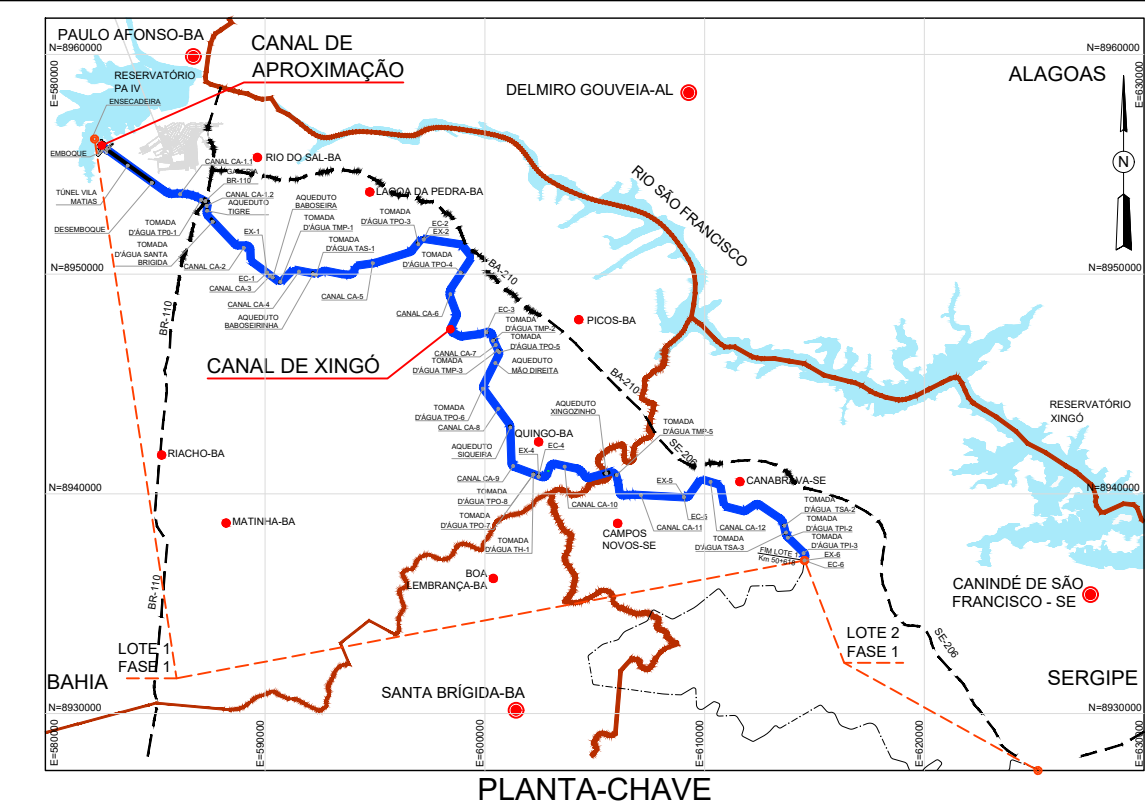 PAULO AFONSO-BA
CANAL DE
APROXIMAÇÃO
N=8960000
N=8960000
E=580000
E=630000
RESERVATÓRIO
PA IV
ENSECADEIRA
DELMIRO GOUVEIA-AL
ALAGOAS
N
EMBOQUE
CANAL CA-1.1
BR-110
RIO DO SAL-BA
TÚNEL VILA
MATIAS
CANAL CA-1.2
AQUEDUTO
TIGRE
AQUEDUTO
BABOSEIRA
LAGOA DA PEDRA-BA
RIO SÃO FRANCISCO
DESEMBOQUE
TOMADA
D'ÁGUA TP0-1
EX-1
TOMADA
D'ÁGUA TMP-1
TOMADA
D'ÁGUA TPO-3
EC-2
EX-2
TOMADA
D'ÁGUA SANTA
BRIGIDA
CANAL CA-2
TOMADA
D'ÁGUA TAS-1
TOMADA
D'ÁGUA TPO-4
BA-210
EC-1
CANAL CA-3
CANAL CA-4
CANAL CA-5
N=8950000
N=8950000
AQUEDUTO
BABOSEIRINHA
CANAL CA-6
BR-110
EC-3
TOMADA
D'ÁGUA TMP-2
TOMADA
D'ÁGUA TPO-5
PICOS-BA
CANAL DE XINGÓ
CANAL CA-7
TOMADA
D'ÁGUA TMP-3
AQUEDUTO
MÃO DIREITA
BA-210
TOMADA
D'ÁGUA TPO-6
CANAL CA-8
AQUEDUTO
XINGOZINHO
TOMADA
D'ÁGUA TMP-5
RESERVATÓRIO
XINGÓ
QUINGO-BA
AQUEDUTO
SIQUEIRA
EX-4
EC-4
SE-206
RIACHO-BA
CANAL CA-9
TOMADA
D'ÁGUA TPO-8
EX-5
CANABRAVA-SE
N=8940000
N=8940000
CANAL CA-10
TOMADA
D'ÁGUA TPO-7
EC-5
TOMADA
D'ÁGUA TSA-2
MATINHA-BA
CANAL CA-11
CANAL CA-12
TOMADA
D'ÁGUA TPI-2
TOMADA
D'ÁGUA TH-1
CAMPOS
NOVOS-SE
TOMADA
D'ÁGUA TSA-3
TOMADA
D'ÁGUA TPI-3
FIM LOTE 1
Km 50+616
EX-6
EC-6
BR-110
BOA
LEMBRANÇA-BA
CANINDÉ DE SÃO
FRANCISCO - SE
LOTE 1
FASE 1
LOTE 2
FASE 1
SE-206
BAHIA
SANTA BRÍGIDA-BA
SERGIPE
N=8930000
N=8930000
E=580000
E=590000
E=600000
E=610000
E=620000
E=630000
PLANTA-CHAVE